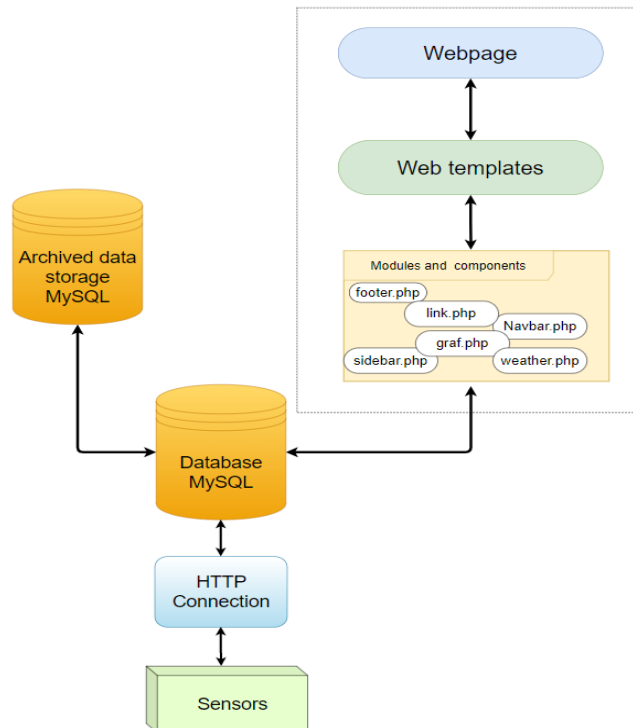 Webpage
Web templates
Archived data
storage
MySQL
Modules and components
footer.php
link.php
Navbar.php
graf.php
sidebar.php
weather.php
Database
MySQL
HTTP
Connection
Sensors